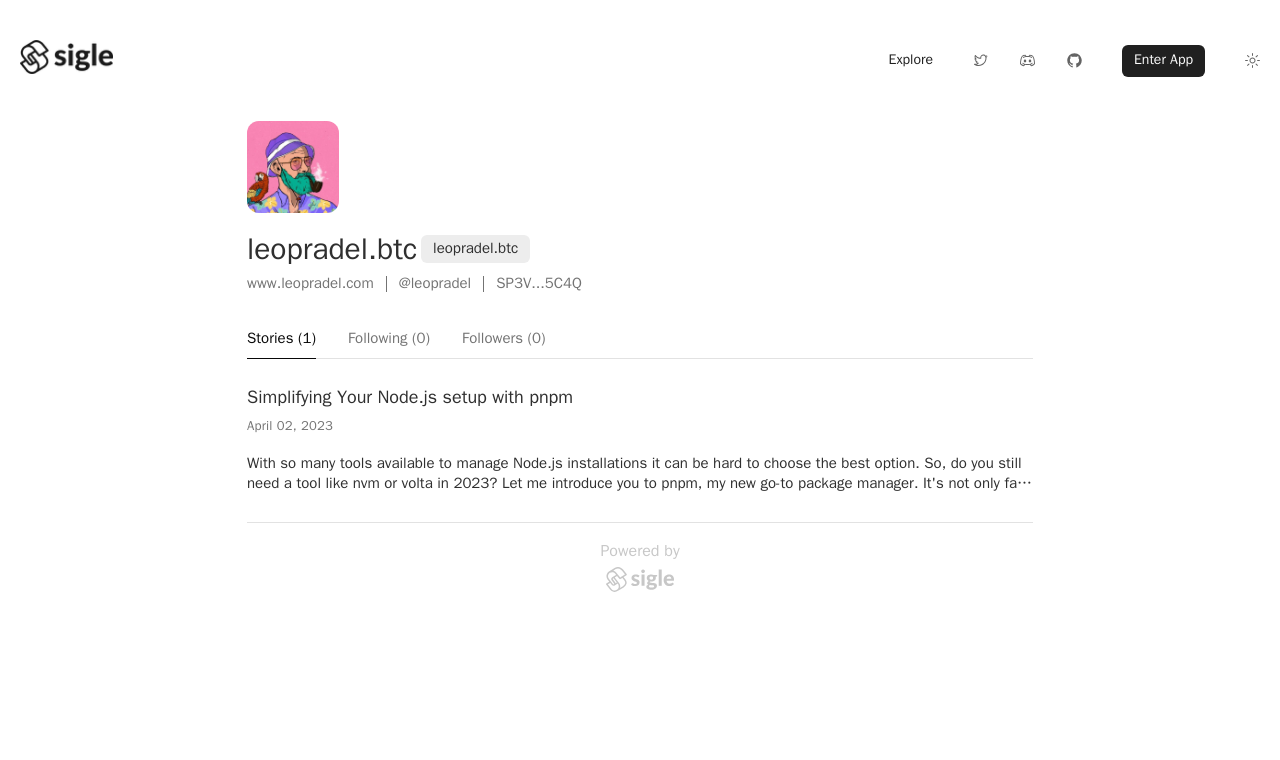 sigle
Explore
Enter App
leopradel.btc
leopradel.btc
www.leopradel.com | @leopradel | SP3V...5C4Q
Stories (1)
Following (0)
Followers (0)
Simplifying Your Node.js setup with pnpm
April 02, 2023
With so many tools available to manage Node.js installations it can be hard to choose the best option. So, do you still
need a tool like nvm or volta in 2023? Let me introduce you to pnpm, my new go-to package manager. It's not only fa…
Powered by
sigle